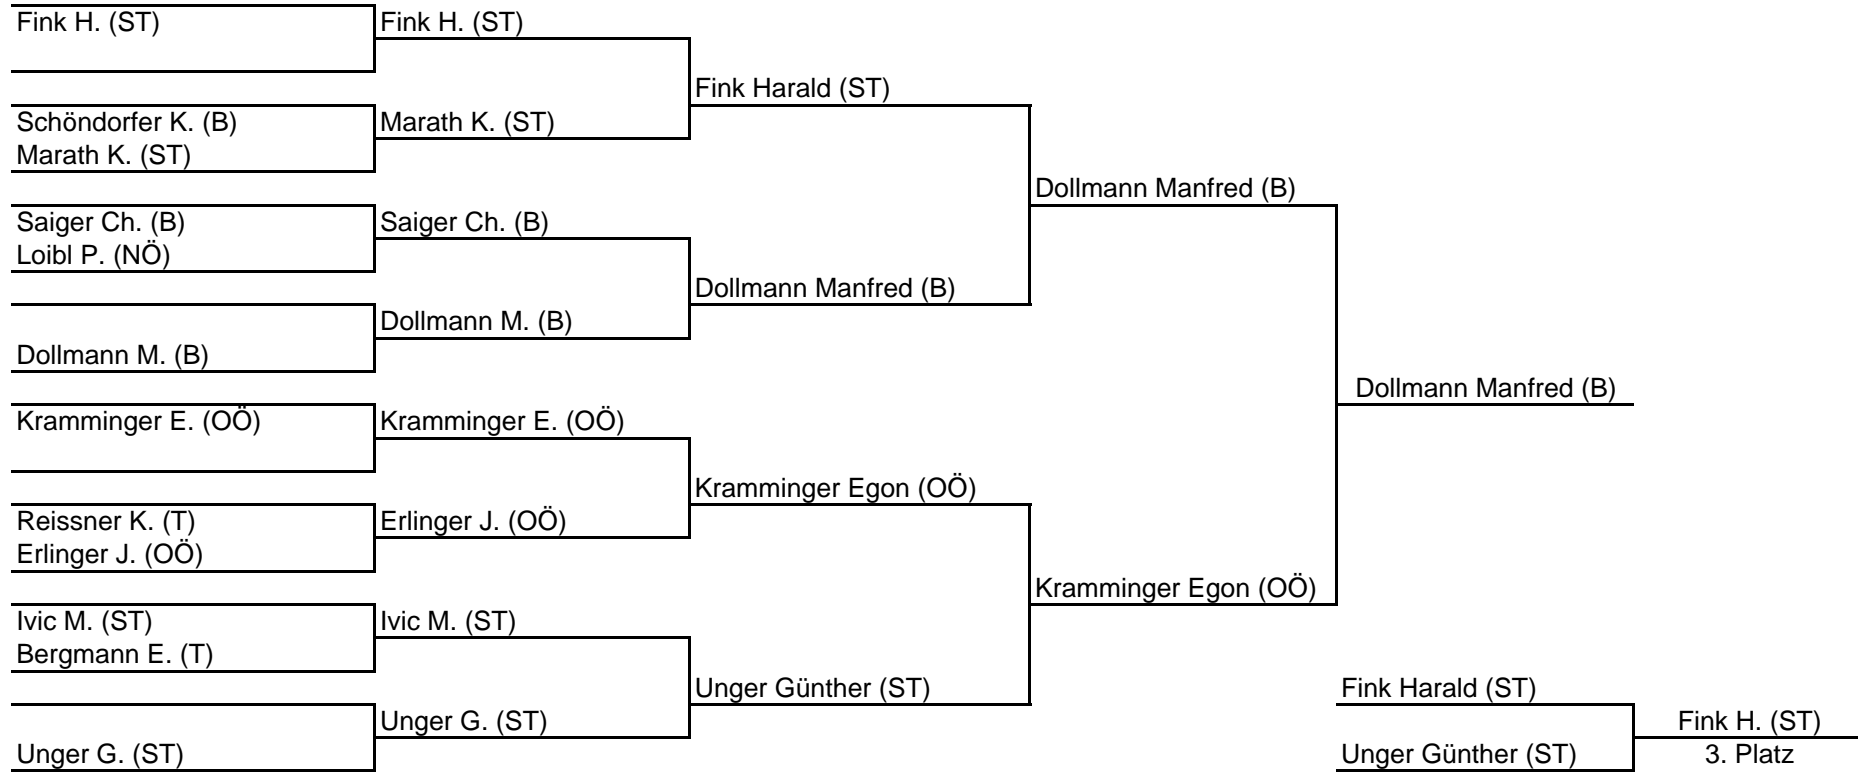 Fink H. (ST)
Schöndorfer K. (B)
Marath K. (ST)
Saiger Ch. (B)
Loibl P. (NÖ)
Dollmann M. (B)
Kramminger E. (OÖ)
Reissner K. (T)
Erlinger J. (OÖ)
Ivic M. (ST)
Bergmann E. (T)
Unger G. (ST)
Fink H. (ST)
Marath K. (ST)
Saiger Ch. (B)
Dollmann M. (B)
Kramminger E. (OÖ)
Erlinger J. (OÖ)
Ivic M. (ST)
Unger G. (ST)
Fink Harald (ST)
Dollmann Manfred (B)
Kramminger Egon (OÖ)
Unger Günther (ST)
Dollmann Manfred (B)
Kramminger Egon (OÖ)
Dollmann Manfred (B)
Fink Harald (ST)
Unger Günther (ST)
Fink H. (ST)
3. Platz